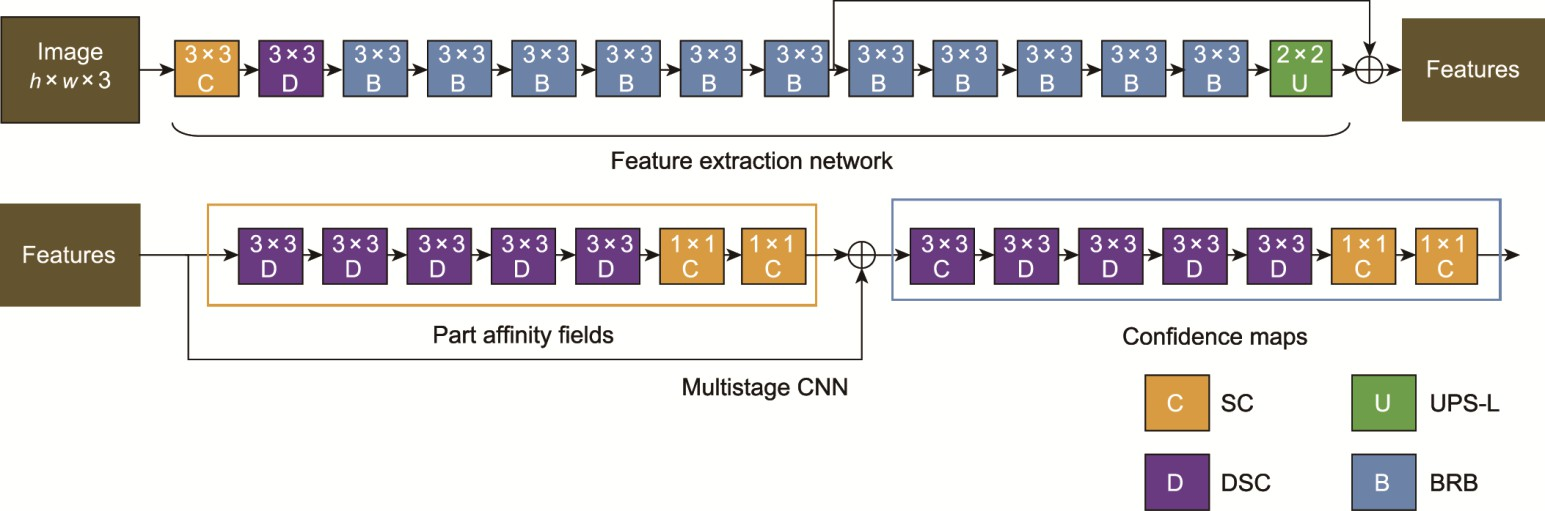 Image
h × w × 3
3 × 3 3 × 3 3 × 3 3 × 3 3 × 3 3 × 3 3 × 3 3 × 3 3 × 3 3 × 3 3 × 3 3 × 3 3 × 3 2 × 2
C D B B B B B B B B B B B U
Features
Feature extraction network
Features
3 × 3 3 × 3 3 × 3 3 × 3 3 × 3 1 × 1 1 × 1
D D D D D C C
3 × 3 3 × 3 3 × 3 3 × 3 3 × 3 1 × 1 1 × 1
C D D D D C C
Part affinity fields
Confidence maps
Multistage CNN
C SC
U UPS-L
D DSC
B BRB